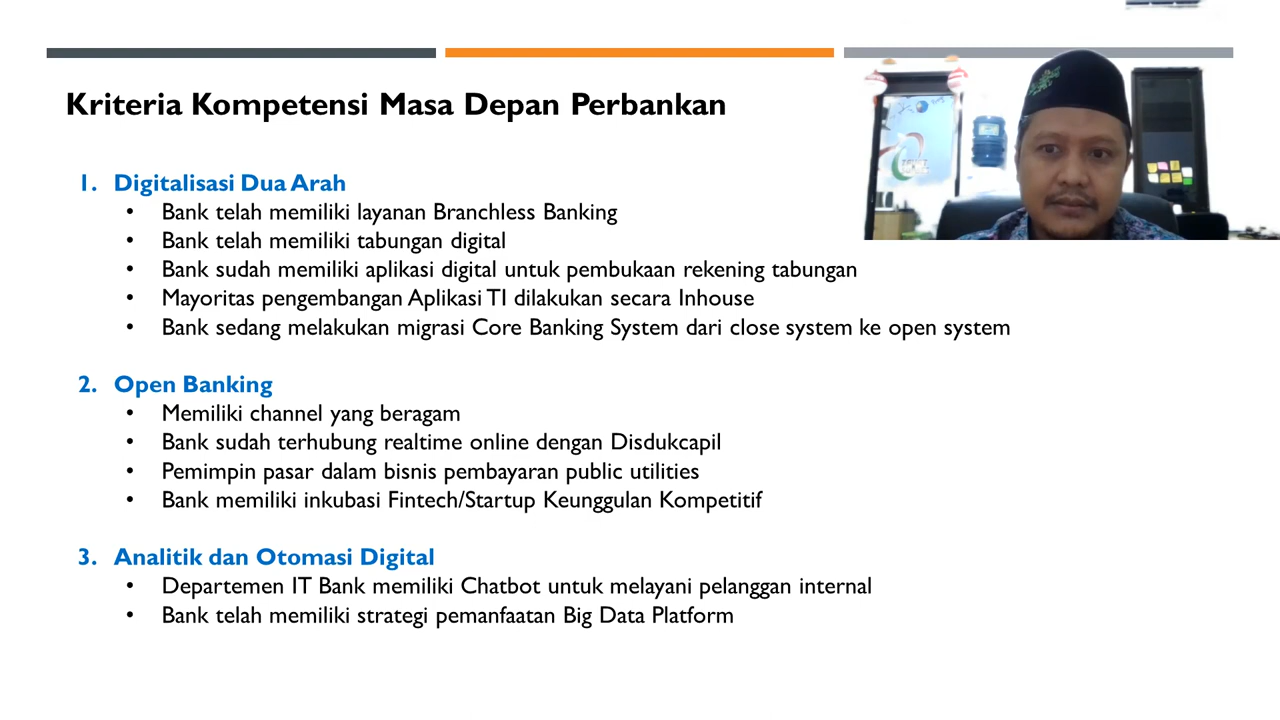 Kriteria Kompetensi Masa Depan Perbankan
1. Digitalisasi Dua Arah
• Bank telah memiliki layanan Branchless Banking
• Bank telah memiliki tabungan digital
• Bank sudah memiliki aplikasi digital untuk pembukaan rekening tabungan
• Mayoritas pengembangan Aplikasi TI dilakukan secara Inhouse
• Bank sedang melakukan migrasi Core Banking System dari close system ke open system
2. Open Banking
• Memiliki channel yang beragam
• Bank sudah terhubung realtime online dengan Disdukcapil
• Pemimpin pasar dalam bisnis pembayaran public utilities
• Bank memiliki inkubasi Fintech/Startup Keunggulan Kompetitif
3. Analitik dan Otomasi Digital
• Departemen IT Bank memiliki Chatbot untuk melayani pelanggan internal
• Bank telah memiliki strategi pemanfaatan Big Data Platform